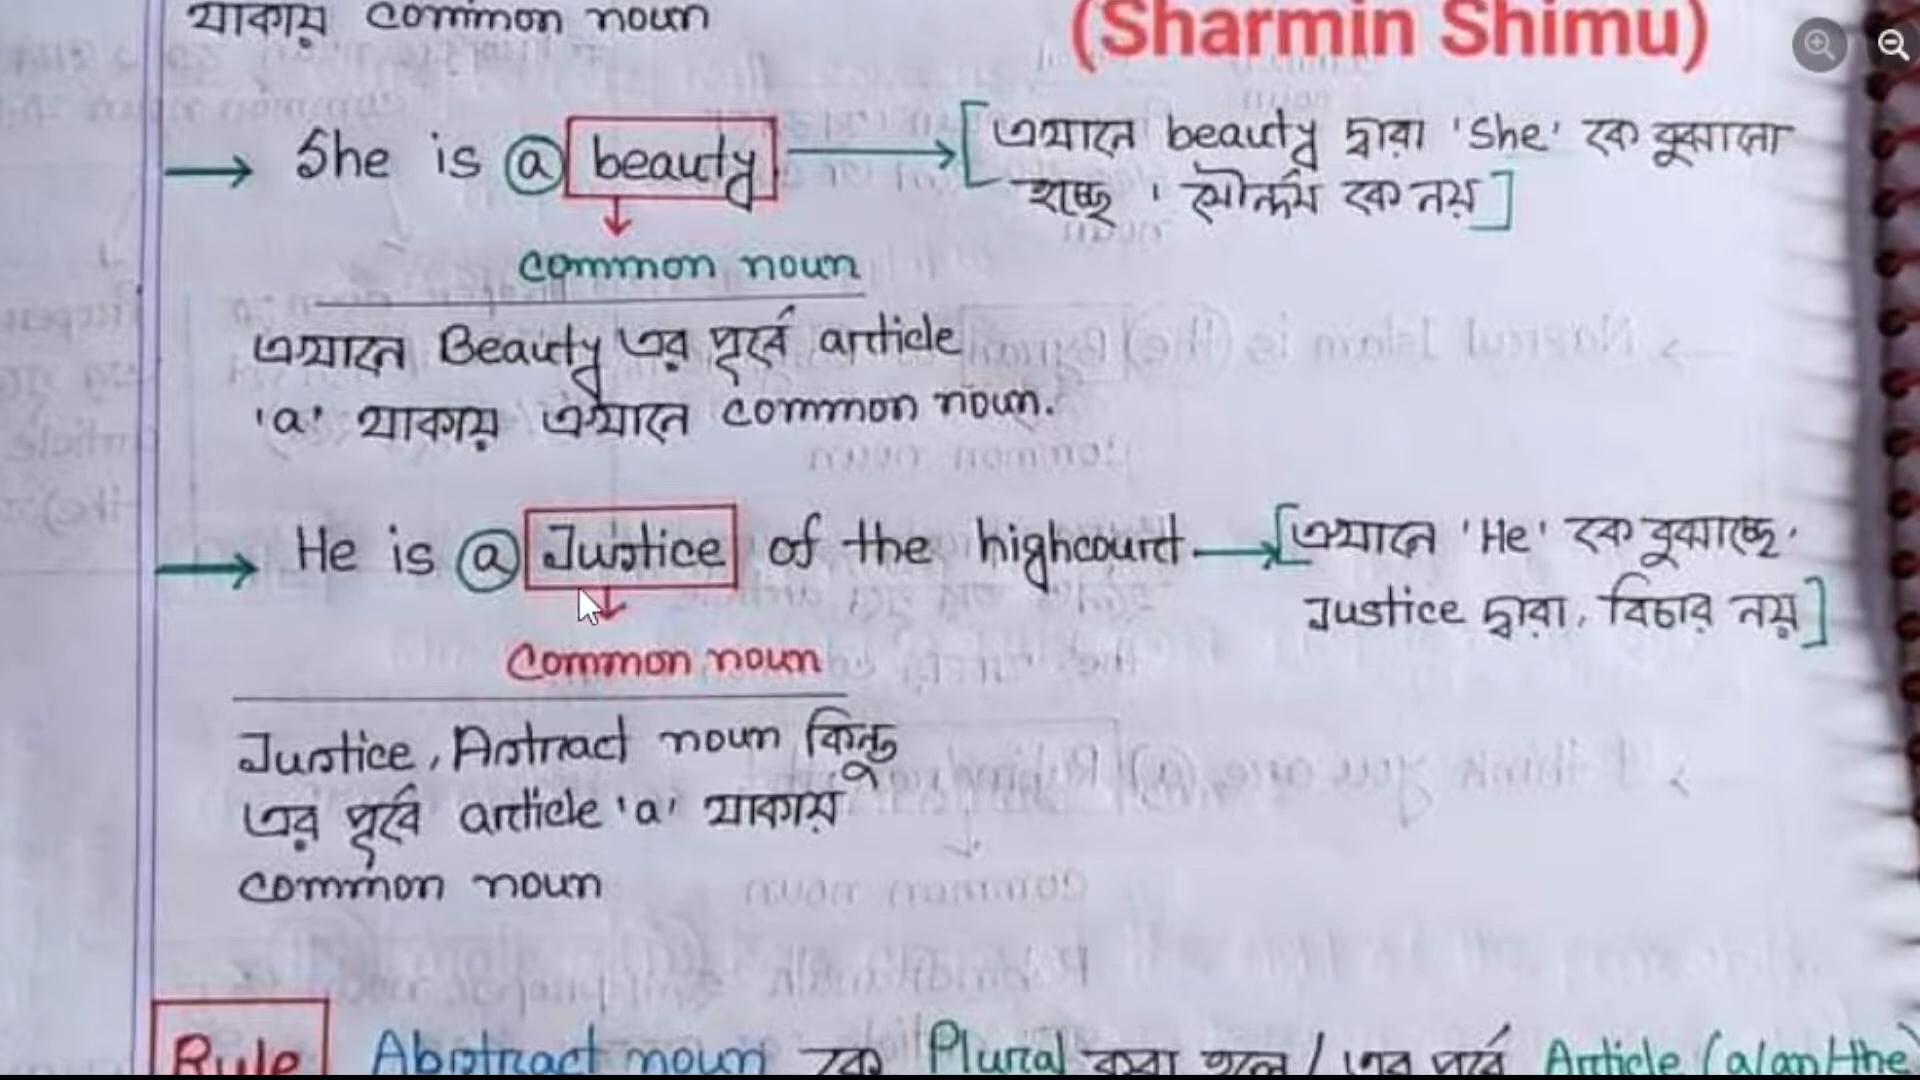 থাকায় common noun
(Sharmin Shimu)
She is a beauty
[এখানে beauty দ্বারা 'She' কে বুঝানো
হচ্ছে । সৌন্দর্য কে নয়]
common noun
এখানে Beauty এর পূর্বে article
'a' থাকায় এখানে common noun.
He is a Justice of the highcourt
[এখানে 'He' কে বুঝাচ্ছে।
Justice দ্বারা, বিচার নয়]
Common noun
Justice, Astract noun কিন্তু
এর পূর্বে article 'a' থাকায়
common noun
Rule Abstract noun কে Plural করা হলে / এর পূর্বে Article (a/an/the)